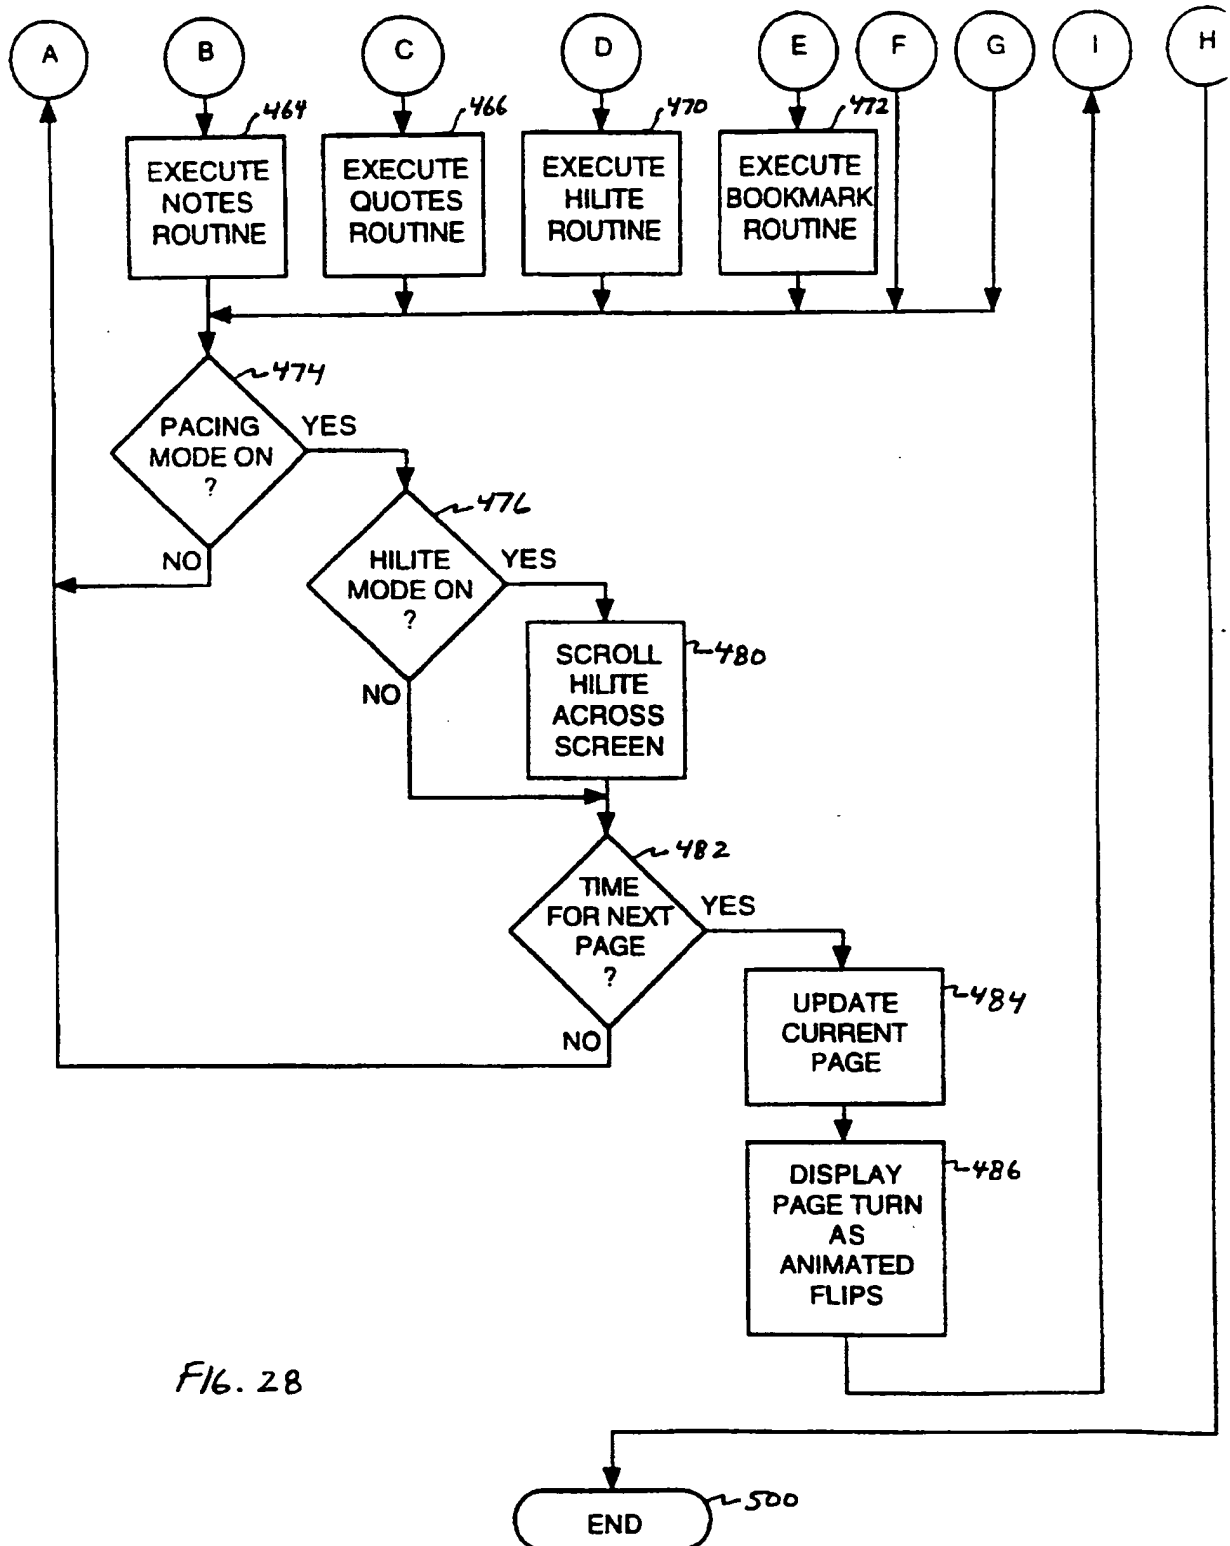 A B C D E F G I H
464 466 470 472
EXECUTE
NOTES
ROUTINE
EXECUTE
QUOTES
ROUTINE
EXECUTE
HILITE
ROUTINE
EXECUTE
BOOKMARK
ROUTINE
474
PACING
MODE ON
?
YES
NO
476
HILITE
MODE ON
?
YES
NO
480
SCROLL
HILITE
ACROSS
SCREEN
482
TIME
FOR NEXT
PAGE
?
YES
NO
484
UPDATE
CURRENT
PAGE
486
DISPLAY
PAGE TURN
AS
ANIMATED
FLIPS
FIG. 28
500
END